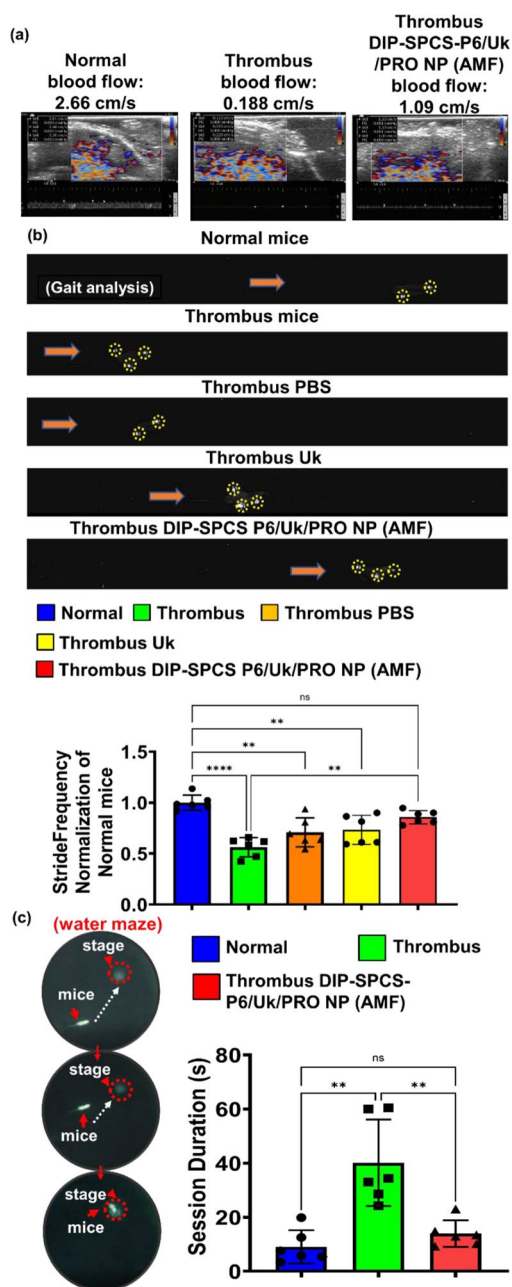 (a)
Normal
blood flow:
2.66 cm/s
Thrombus
blood flow:
0.188 cm/s
Thrombus
DIP-SPCS-P6/Uk
/PRO NP (AMF)
blood flow:
1.09 cm/s
(b)
Normal mice
(Gait analysis)
Thrombus mice
Thrombus PBS
Thrombus Uk
Thrombus DIP-SPCS P6/Uk/PRO NP (AMF)
Normal
Thrombus
Thrombus PBS
Thrombus Uk
Thrombus DIP-SPCS P6/Uk/PRO NP (AMF)
StrideFrequency
Normalization of
Normal mice
1.5
1.0
0.5
0.0
ns
**
**
****
**
(c)
(water maze)
stage
mice
stage
mice
stage
mice
Normal
Thrombus
Thrombus DIP-SPCS-
P6/Uk/PRO NP (AMF)
Session Duration (s)
80
60
40
20
0
ns
**
**